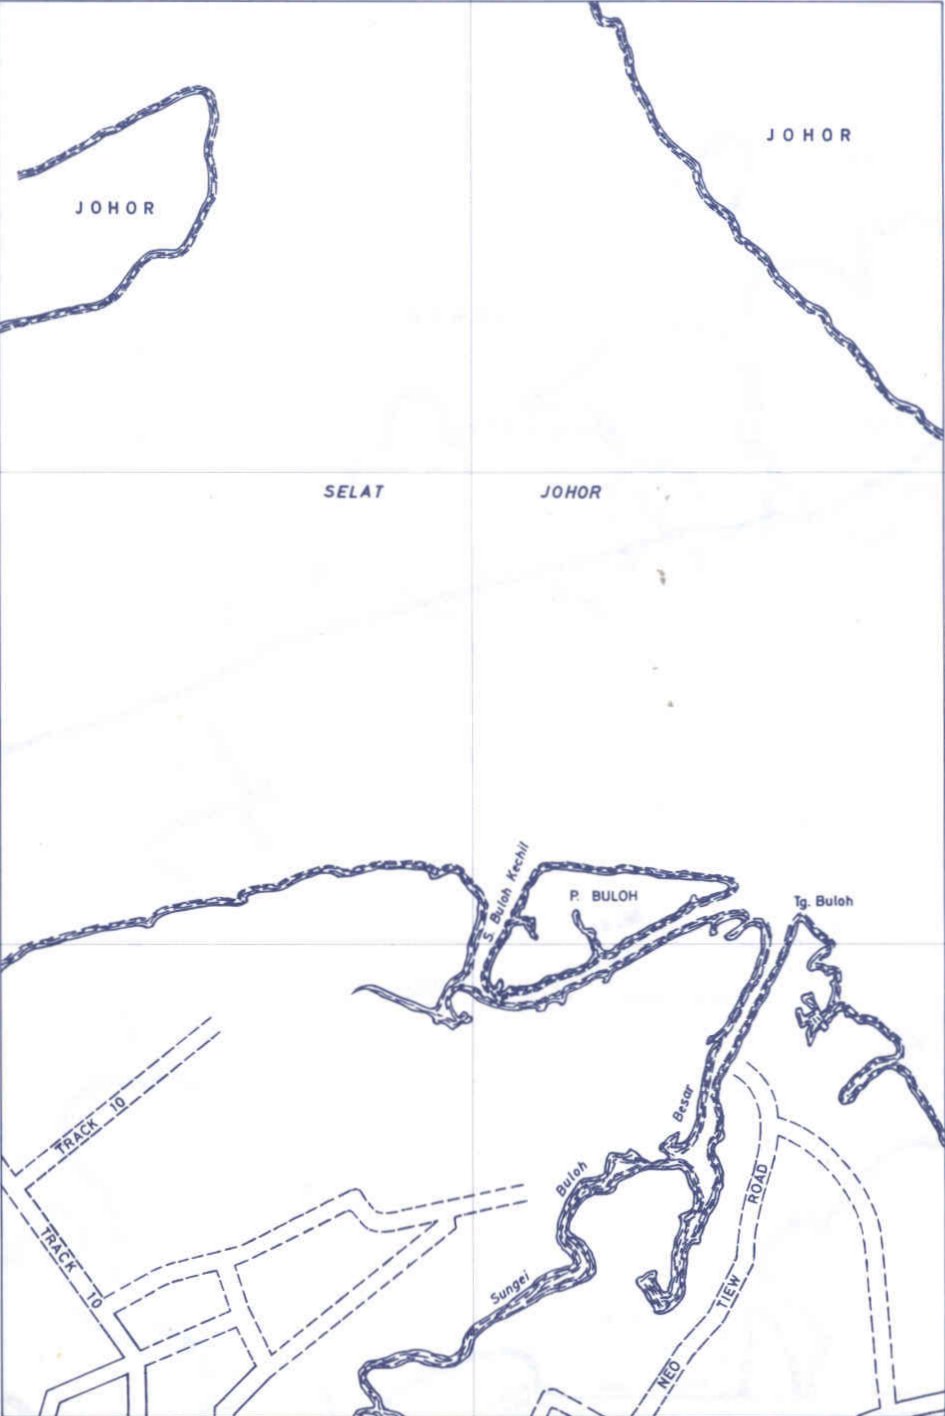 JOHOR
JOHOR
SELAT JOHOR
S. Buloh Kechil
P. BULOH
Tg. Buloh
TRACK 10
TRACK 10
Sungei Buloh Besar
NEO TIEW ROAD